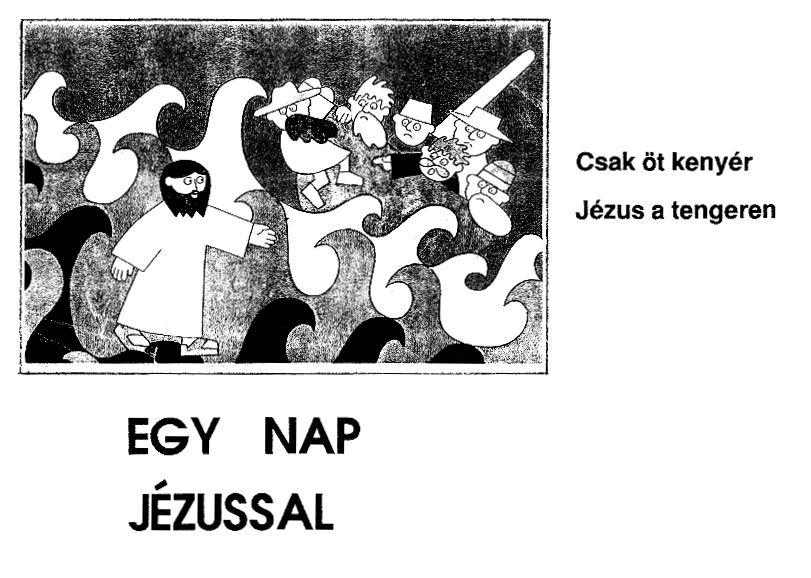 Csak öt kenyér
Jézus a tengeren
EGY NAP
JÉZUSSAL